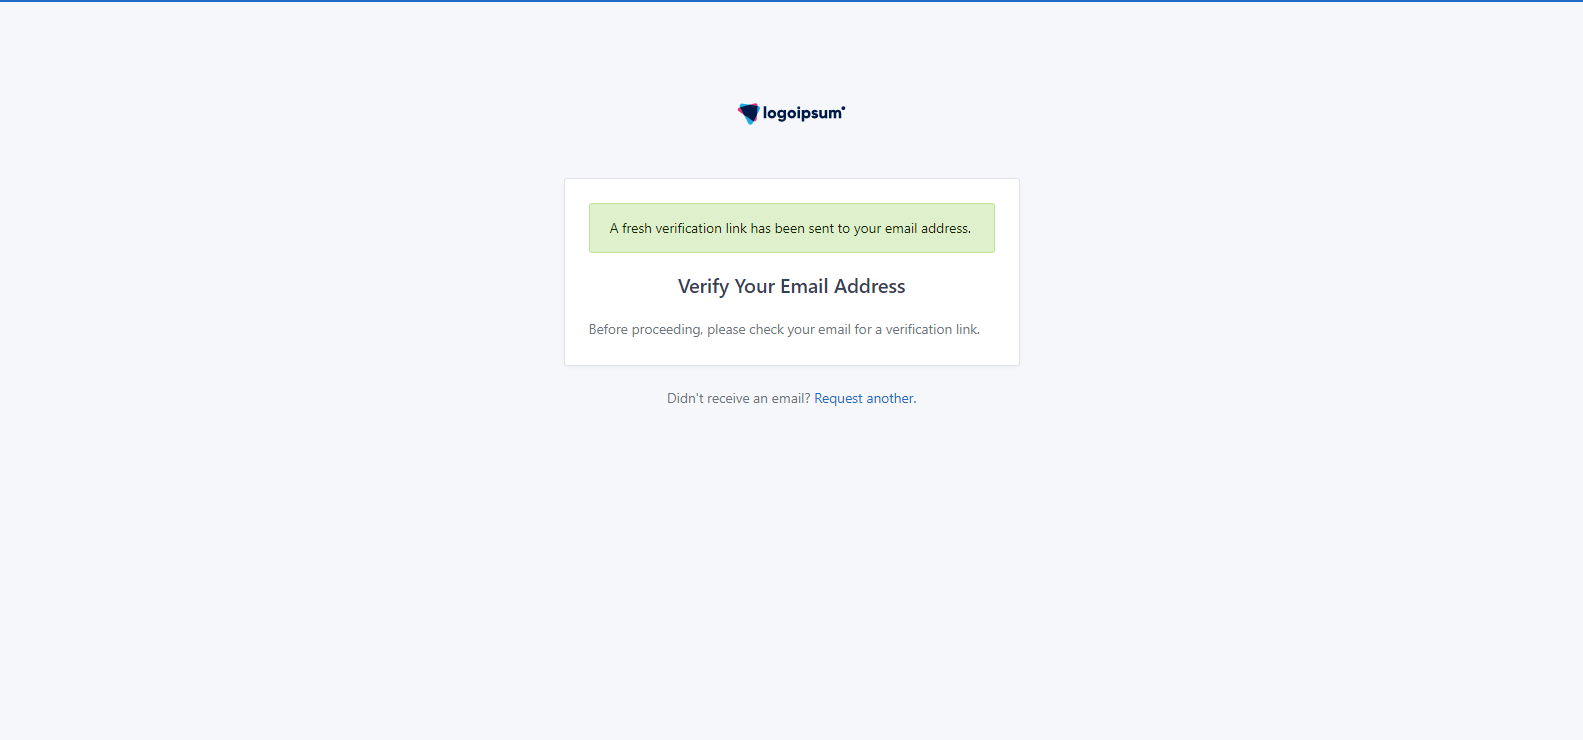 logoipsum
A fresh verification link has been sent to your email address.
Verify Your Email Address
Before proceeding, please check your email for a verification link.
Didn't receive an email? Request another.